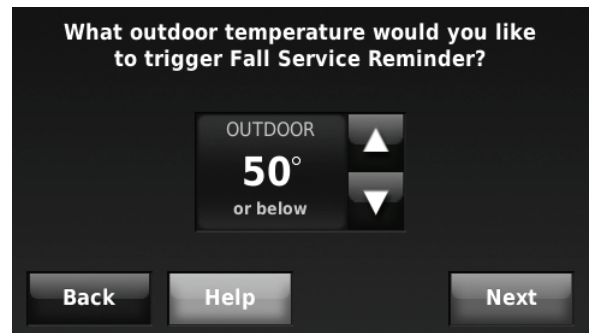 What outdoor temperature would you like
to trigger Fall Service Reminder?
OUTDOOR
50°
or below
Back
Help
Next